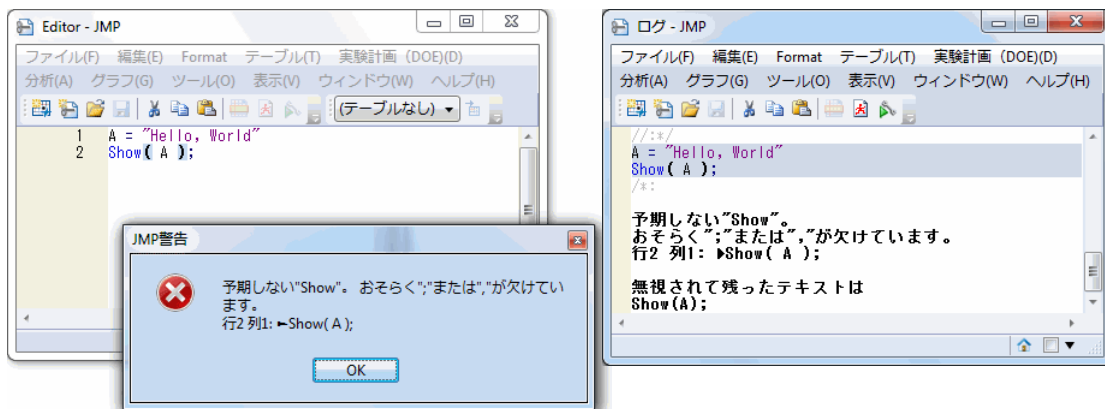 Editor - JMP
ファイル(F) 編集(E) Format テーブル(T) 実験計画（DOE)(D)
分析(A) グラフ(G) ツール(O) 表示(V) ウィンドウ(W) ヘルプ(H)
(テーブルなし)
1 A = "Hello, World"
2 Show( A );
JMP警告
予期しない"Show"。 おそらく";"または","が欠けてい
ます。
行2 列1: ►Show( A );
OK
ログ - JMP
ファイル(F) 編集(E) Format テーブル(T) 実験計画（DOE)(D)
分析(A) グラフ(G) ツール(O) 表示(V) ウィンドウ(W) ヘルプ(H)
//:*/
A = "Hello, World"
Show( A );
/*:
予期しない"Show"。
おそらく";"または","が欠けています。
行2 列1: ►Show( A );
無視されて残ったテキストは
Show(A);